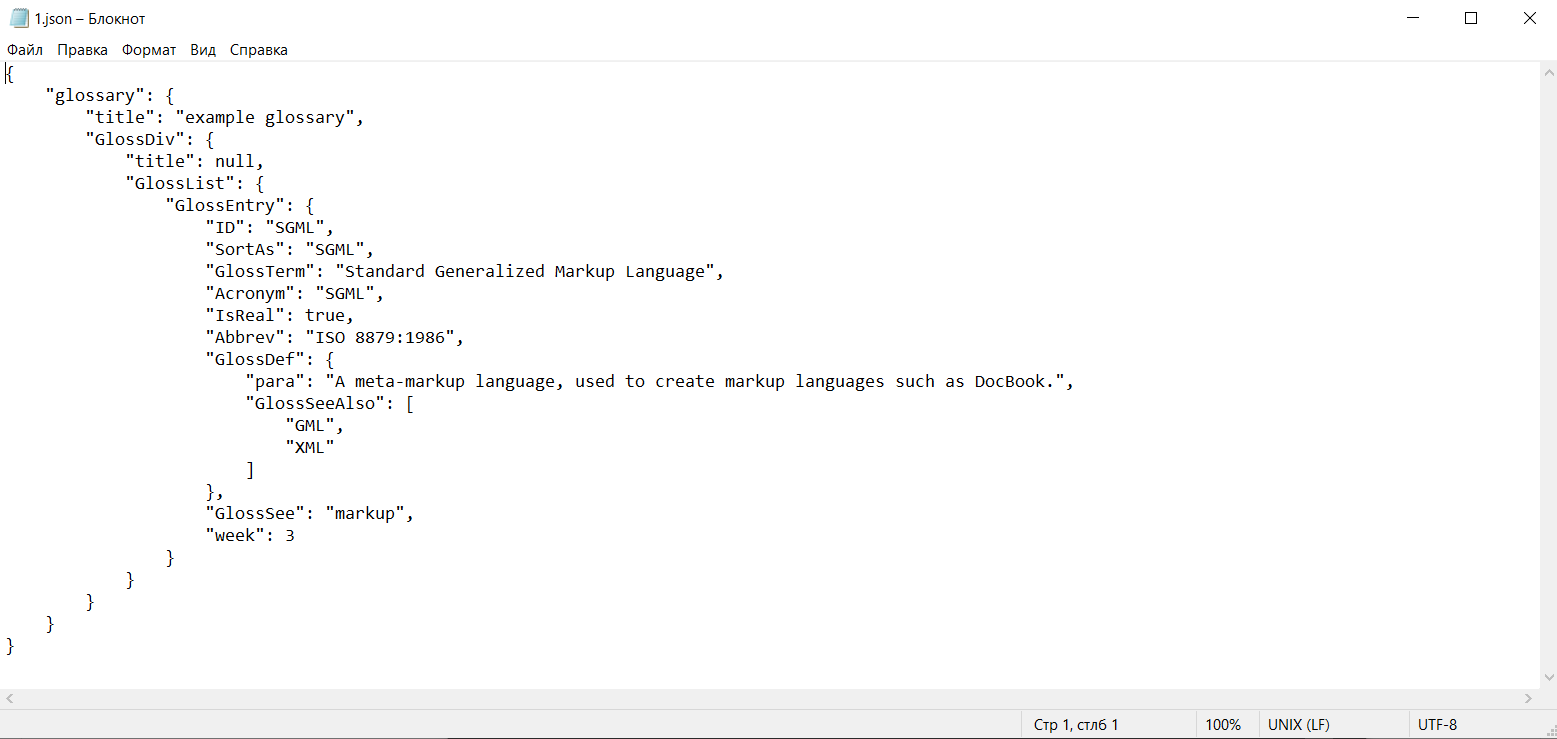 1.json – Блокнот
Файл Правка Формат Вид Справка
{
    "glossary": {
        "title": "example glossary",
        "GlossDiv": {
            "title": null,
            "GlossList": {
                "GlossEntry": {
                    "ID": "SGML",
                    "SortAs": "SGML",
                    "GlossTerm": "Standard Generalized Markup Language",
                    "Acronym": "SGML",
                    "IsReal": true,
                    "Abbrev": "ISO 8879:1986",
                    "GlossDef": {
                        "para": "A meta-markup language, used to create markup languages such as DocBook.",
                        "GlossSeeAlso": [
                            "GML",
                            "XML"
                        ]
                    },
                    "GlossSee": "markup",
                    "week": 3
                }
            }
        }
    }
}
Стр 1, стлб 1 100% UNIX (LF) UTF-8